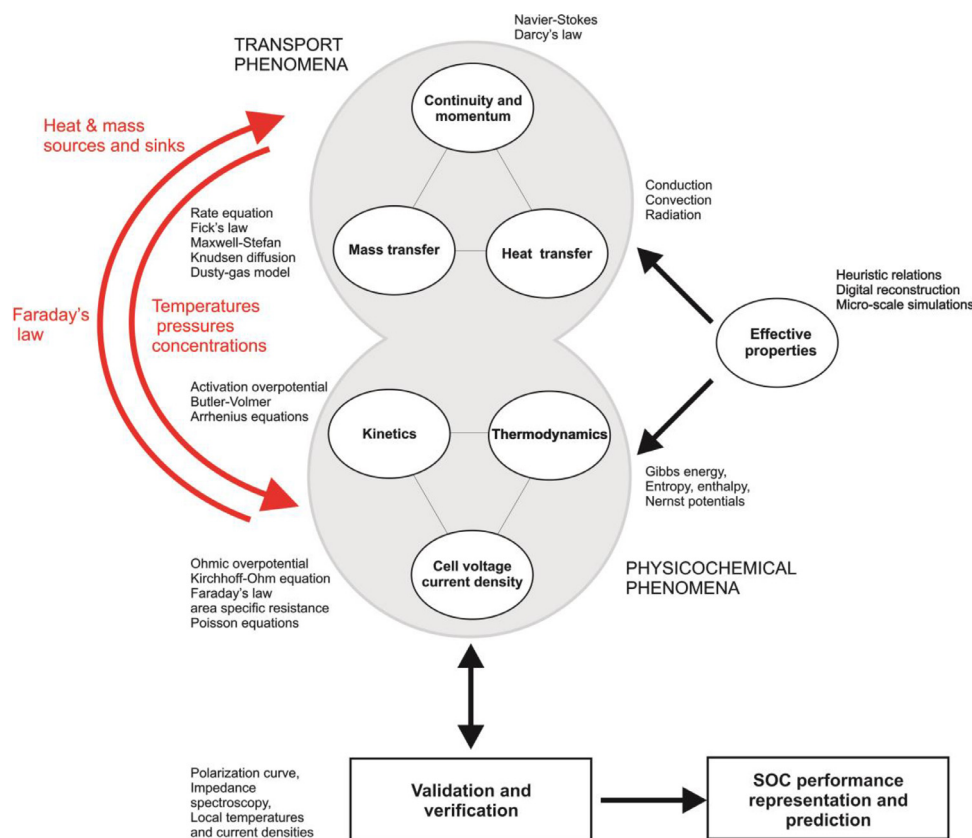 Navier-Stokes
Darcy's law
TRANSPORT
PHENOMENA
Continuity and
momentum
Heat & mass
sources and sinks
Conduction
Convection
Radiation
Rate equation
Fick's law
Maxwell-Stefan
Knudsen diffusion
Dusty-gas model
Mass transfer
Heat transfer
Heuristic relations
Digital reconstruction
Micro-scale simulations
Faraday's
law
Temperatures
pressures
concentrations
Effective
properties
Activation overpotential
Butler-Volmer
Arrhenius equations
Kinetics
Thermodynamics
Gibbs energy,
Entropy, enthalpy,
Nernst potentials
Ohmic overpotential
Kirchhoff-Ohm equation
Faraday's law
area specific resistance
Poisson equations
Cell voltage
current density
PHYSICOCHEMICAL
PHENOMENA
Polarization curve,
Impedance
spectroscopy,
Local temperatures
and current densities
Validation and
verification
SOC performance
representation and
prediction